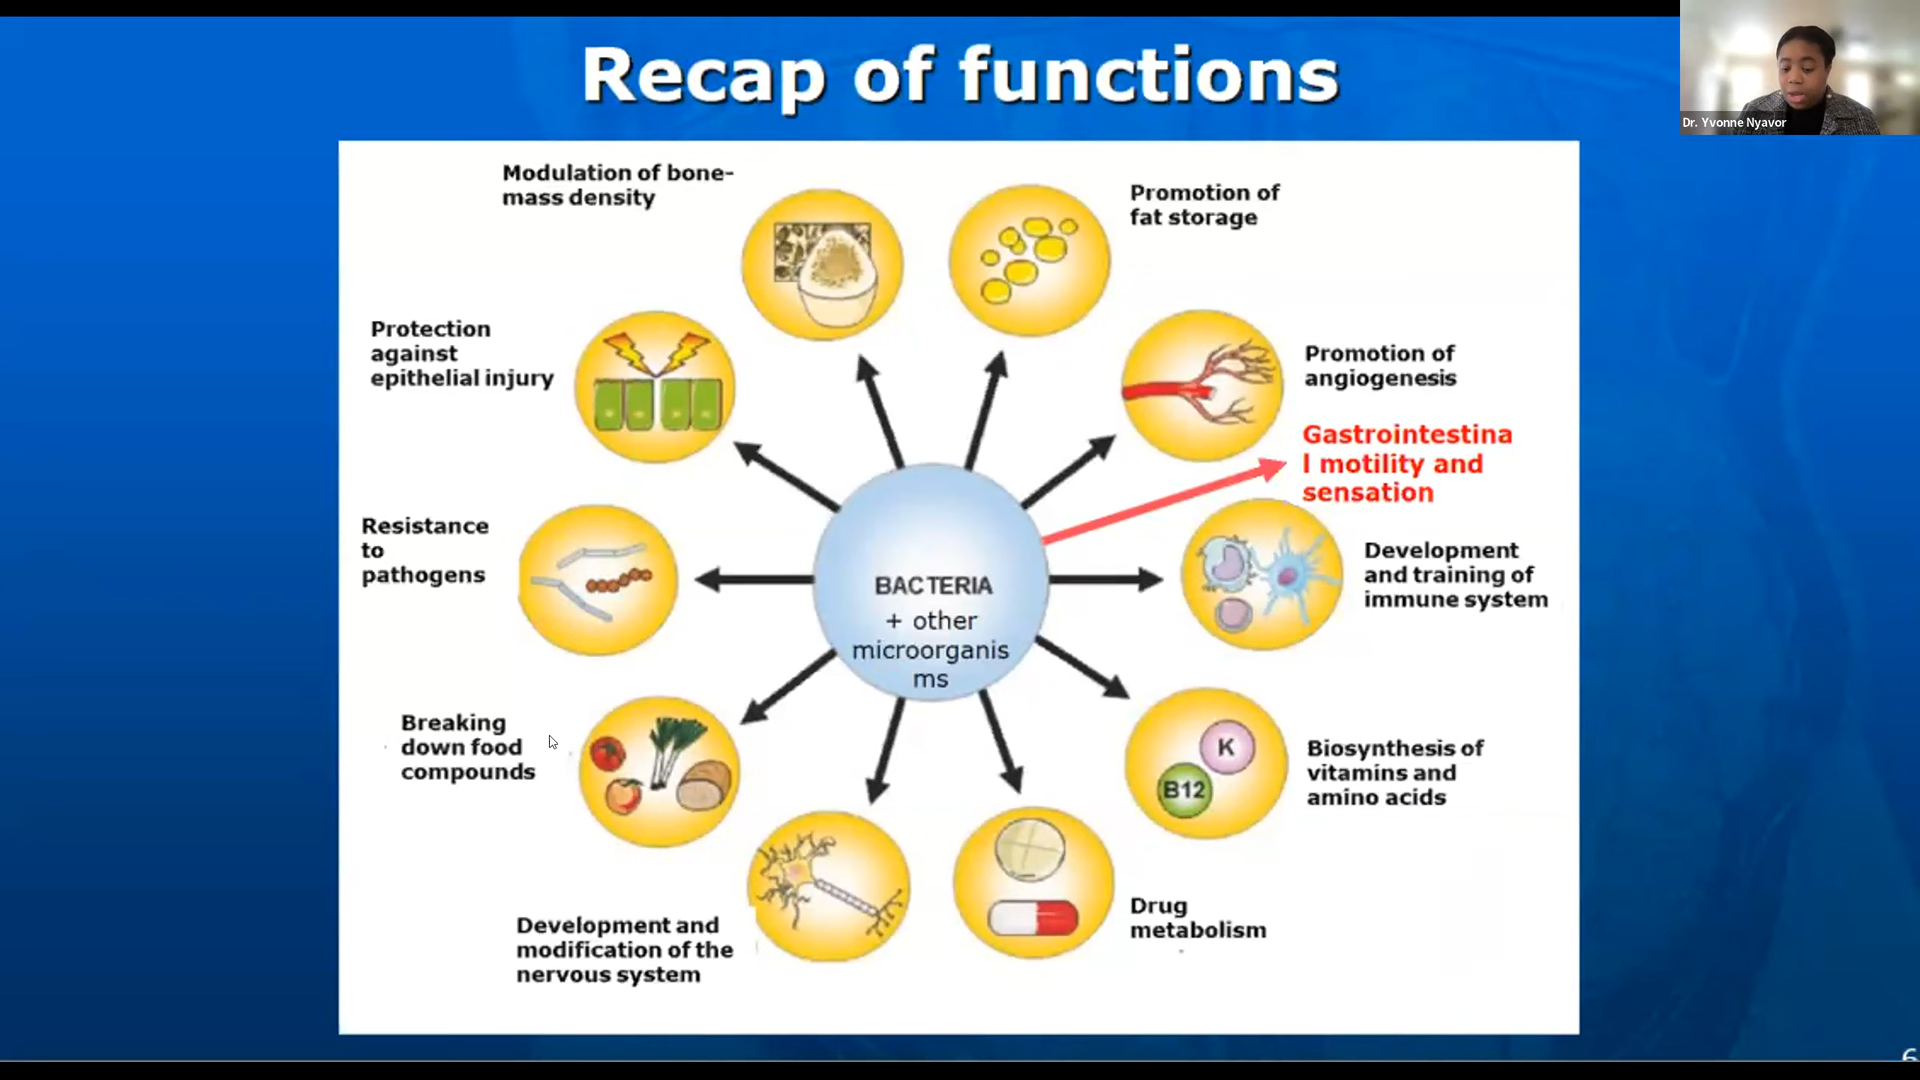 Recap of functions
Dr. Yvonne Nyavor
Modulation of bone-
mass density
Promotion of
fat storage
Protection
against
epithelial injury
Promotion of
angiogenesis
Gastrointestina
l motility and
sensation
Resistance
to
pathogens
Development
and training of
immune system
BACTERIA
+ other
microorganis
ms
Breaking
down food
compounds
K
B12
Biosynthesis of
vitamins and
amino acids
Development and
modification of the
nervous system
Drug
metabolism
6